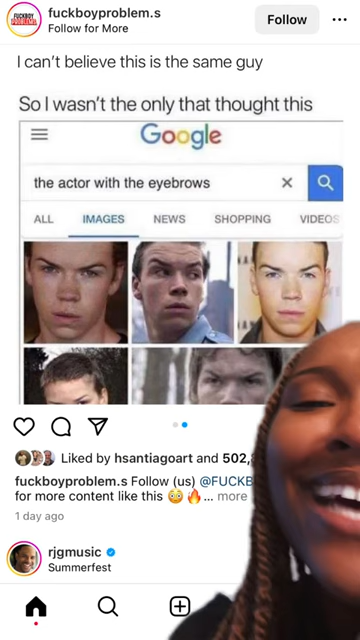 FUCKBOY
PROBLEMS
fuckboyproblem.s
Follow for More
Follow
I can't believe this is the same guy
So I wasn't the only that thought this
Google
the actor with the eyebrows
ALL IMAGES NEWS SHOPPING VIDEOS
Liked by hsantiagoart and 502,
fuckboyproblem.s Follow (us) @FUCKB
for more content like this 😳🔥... more
1 day ago
rjgmusic
Summerfest